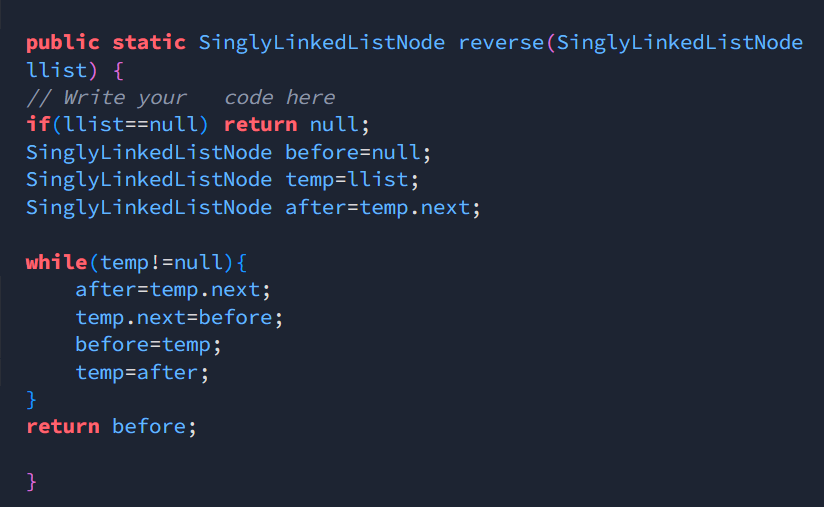 public static SinglyLinkedListNode reverse(SinglyLinkedListNode
llist) {
// Write your   code here
if(llist==null) return null;
SinglyLinkedListNode before=null;
SinglyLinkedListNode temp=llist;
SinglyLinkedListNode after=temp.next;

while(temp!=null){
    after=temp.next;
    temp.next=before;
    before=temp;
    temp=after;
}
return before;

}